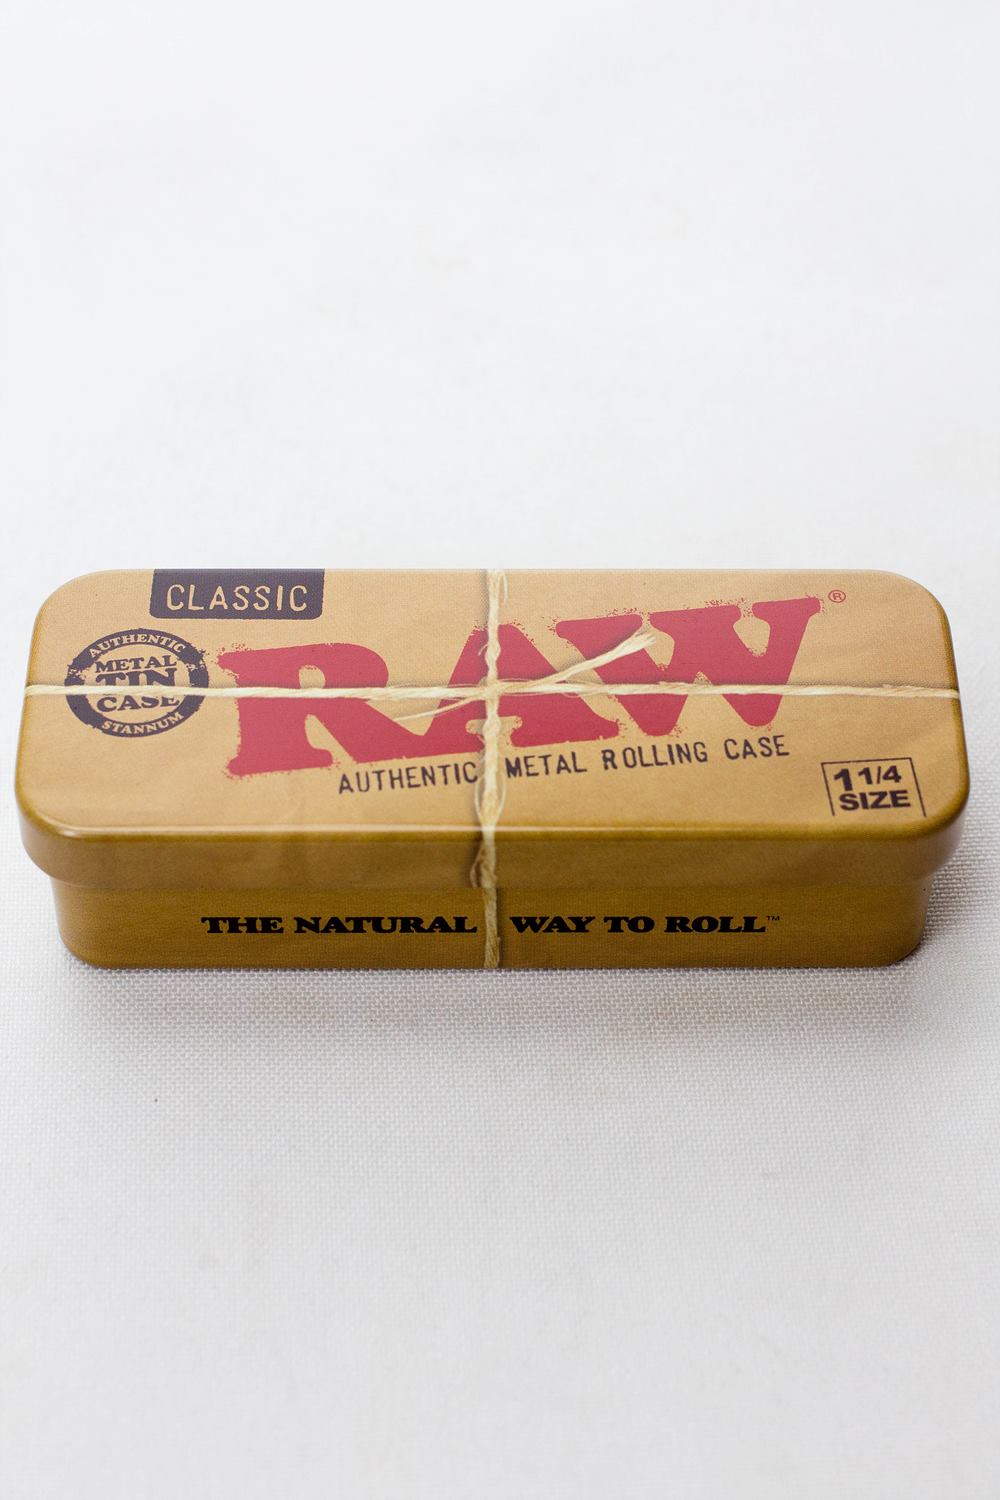 CLASSIC
AUTHENTIC
METAL
TIN
CASE
STANNUM
RAW®
AUTHENTIC METAL ROLLING CASE
1 1/4
SIZE
THE NATURAL WAY TO ROLL™